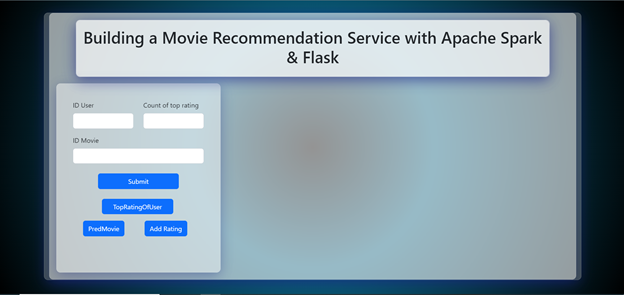 Building a Movie Recommendation Service with Apache Spark
& Flask
ID User
Count of top rating
ID Movie
Submit
TopRatingOfUser
PredMovie
Add Rating